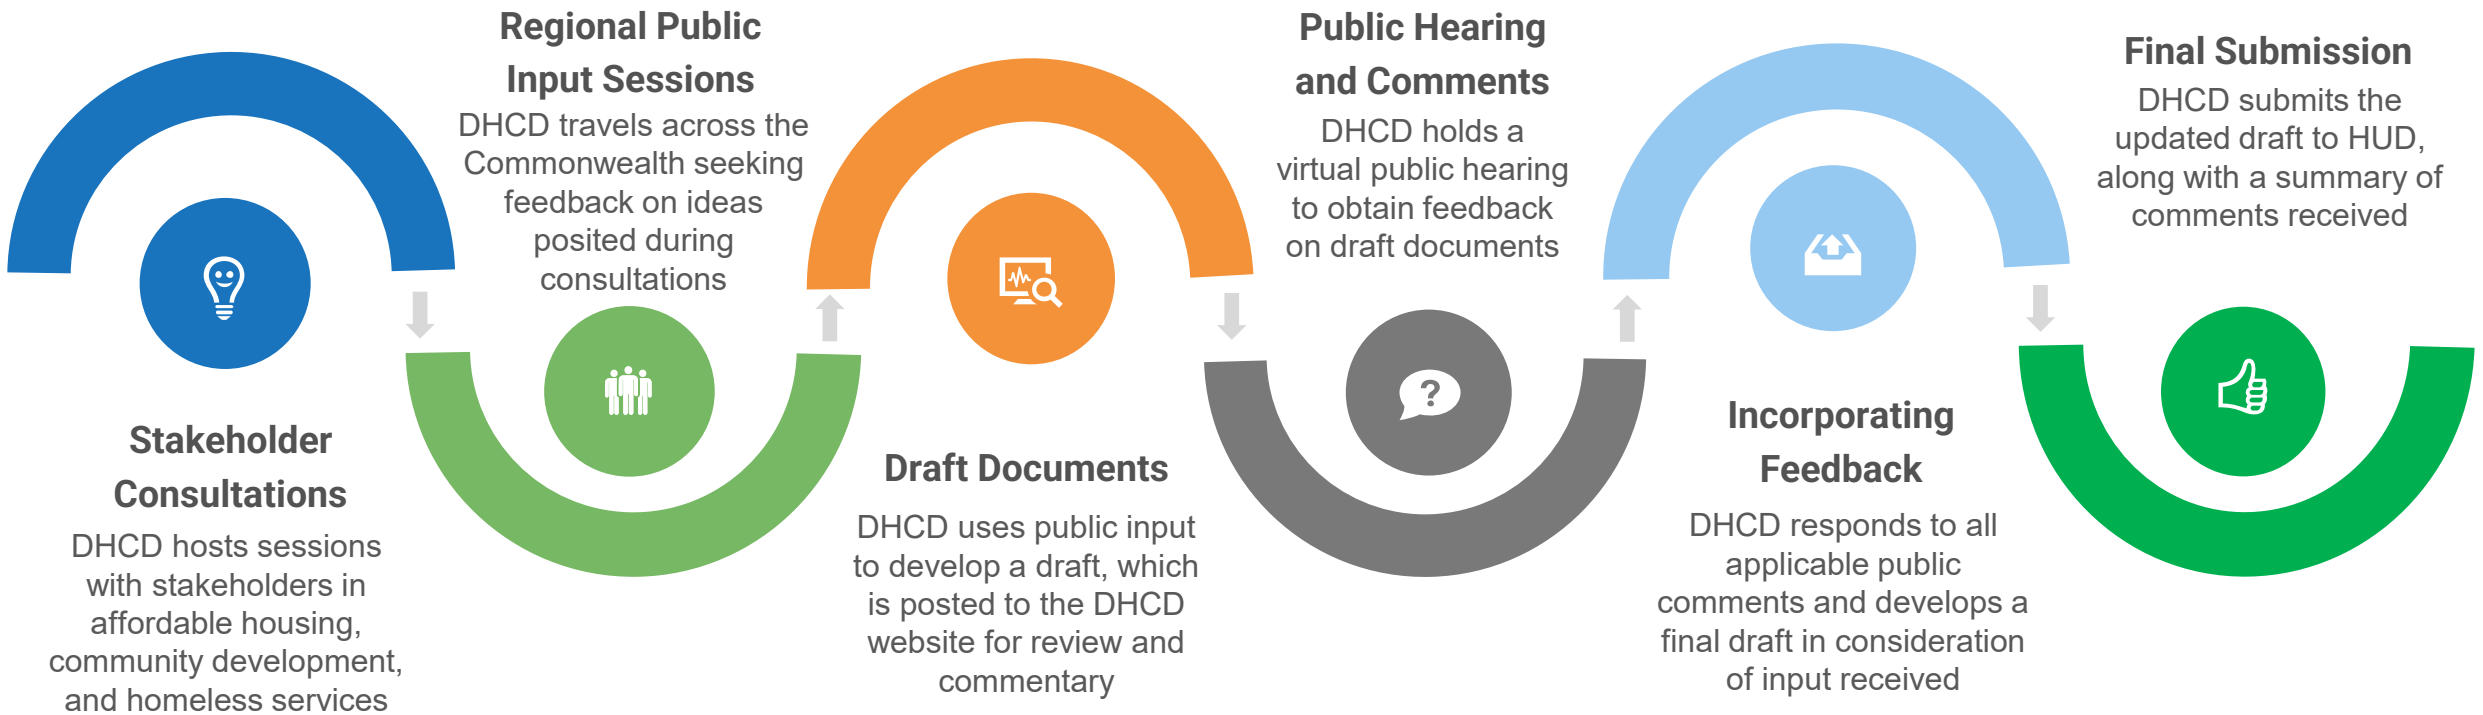 Stakeholder
Consultations
DHCD hosts sessions
with stakeholders in
affordable housing,
community development,
and homeless services
Regional Public
Input Sessions
DHCD travels across the
Commonwealth seeking
feedback on ideas
posited during
consultations
Draft Documents
DHCD uses public input
to develop a draft, which
is posted to the DHCD
website for review and
commentary
Public Hearing
and Comments
DHCD holds a
virtual public hearing
to obtain feedback
on draft documents
?
Incorporating
Feedback
DHCD responds to all
applicable public
comments and develops a
final draft in consideration
of input received
Final Submission
DHCD submits the
updated draft to HUD,
along with a summary of
comments received